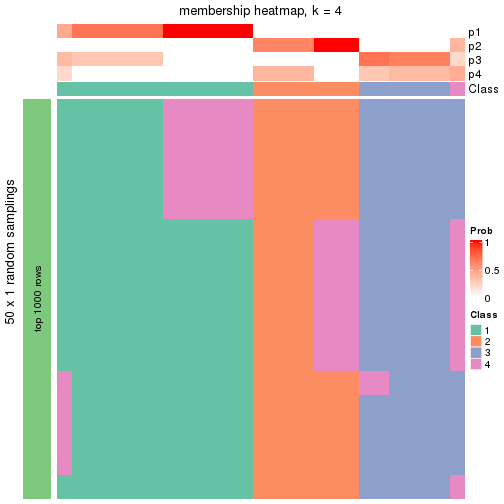 membership heatmap, k = 4
p1
p2
p3
p4
Class
50 x 1 random samplings
top 1000 rows
Prob
1
0.5
0
Class
1
2
3
4